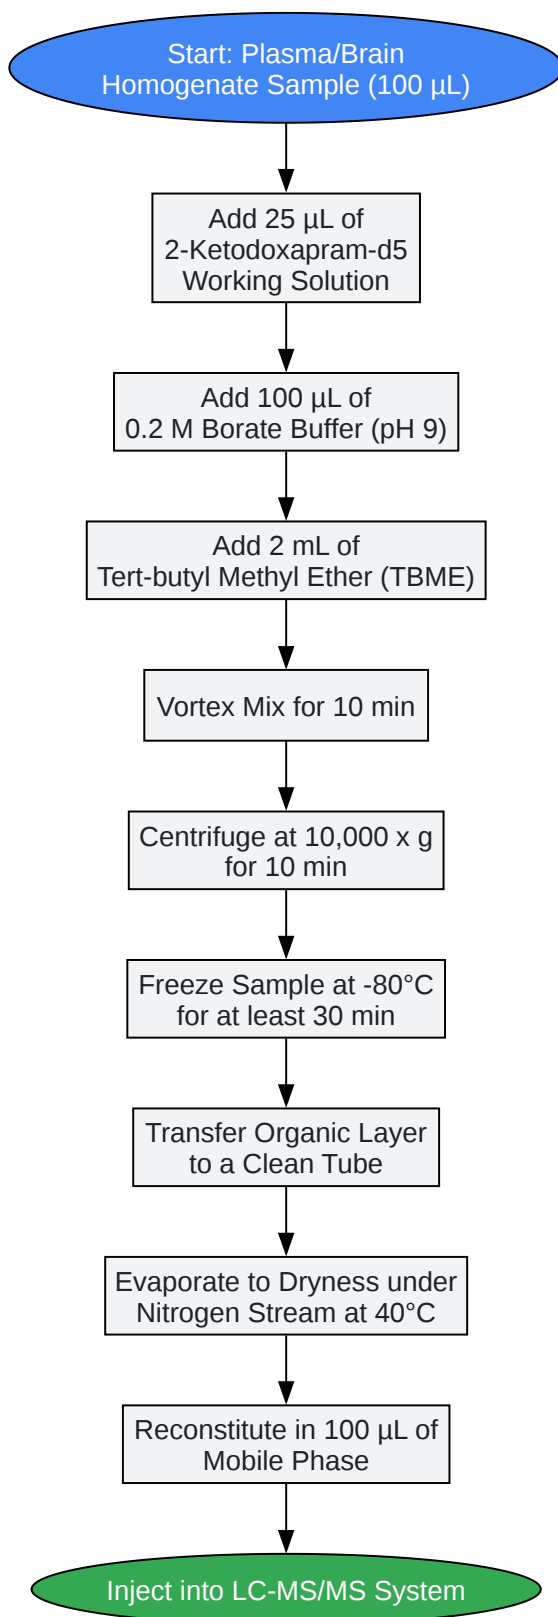 Start: Plasma/Brain
Homogenate Sample (100 µL)
Add 25 µL of
2-Ketodoxapram-d5
Working Solution
Add 100 µL of
0.2 M Borate Buffer (pH 9)
Add 2 mL of
Tert-butyl Methyl Ether (TBME)
Vortex Mix for 10 min
Centrifuge at 10,000 x g
for 10 min
Freeze Sample at -80°C
for at least 30 min
Transfer Organic Layer
to a Clean Tube
Evaporate to Dryness under
Nitrogen Stream at 40°C
Reconstitute in 100 µL of
Mobile Phase
Inject into LC-MS/MS System